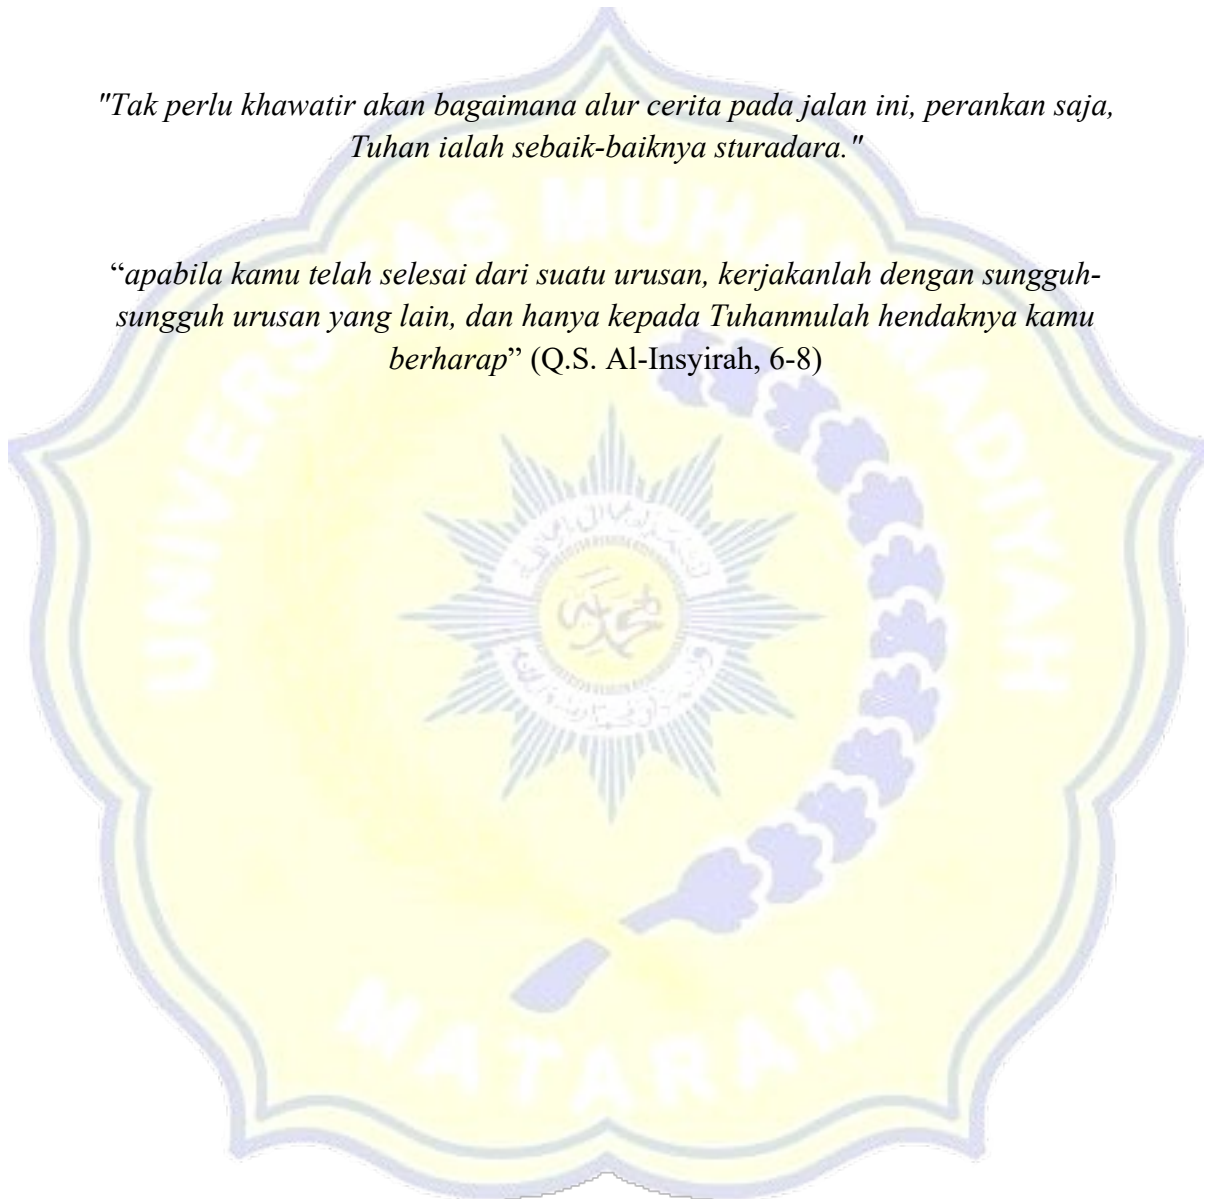 "Tak perlu khawatir akan bagaimana alur cerita pada jalan ini, perankan saja,
Tuhan ialah sebaik-baiknya sturadara."
“apabila kamu telah selesai dari suatu urusan, kerjakanlah dengan sungguh-
sungguh urusan yang lain, dan hanya kepada Tuhanmulah hendaknya kamu
berharap” (Q.S. Al-Insyirah, 6-8)
UNIVERSITAS MUHAMMADIYAH
MATARAM